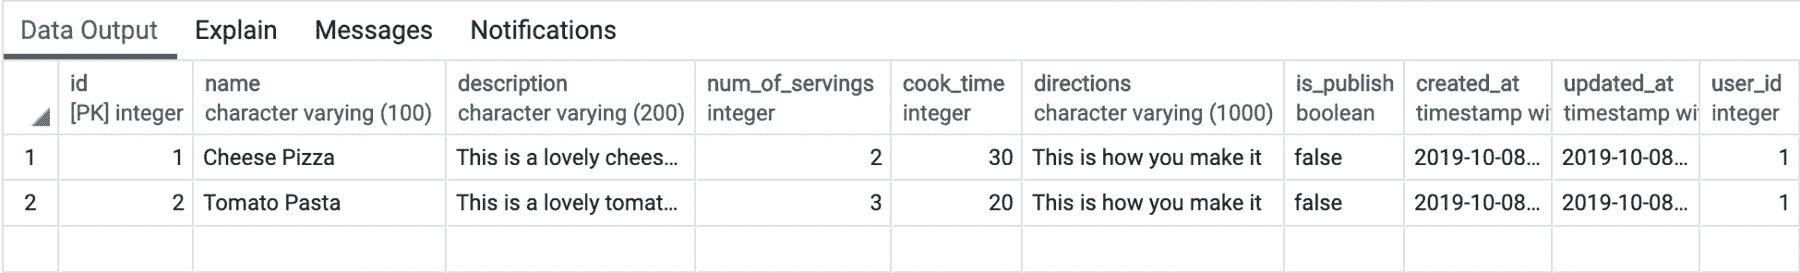 Data Output Explain Messages Notifications
id name description num_of_servings cook_time directions is_publish created_at updated_at user_id
[PK] integer character varying (100) character varying (200) integer integer character varying (1000) boolean timestamp wi timestamp wi integer
1 1 Cheese Pizza This is a lovely chees... 2 30 This is how you make it false 2019-10-08... 2019-10-08... 1
2 2 Tomato Pasta This is a lovely tomat... 3 20 This is how you make it false 2019-10-08... 2019-10-08... 1